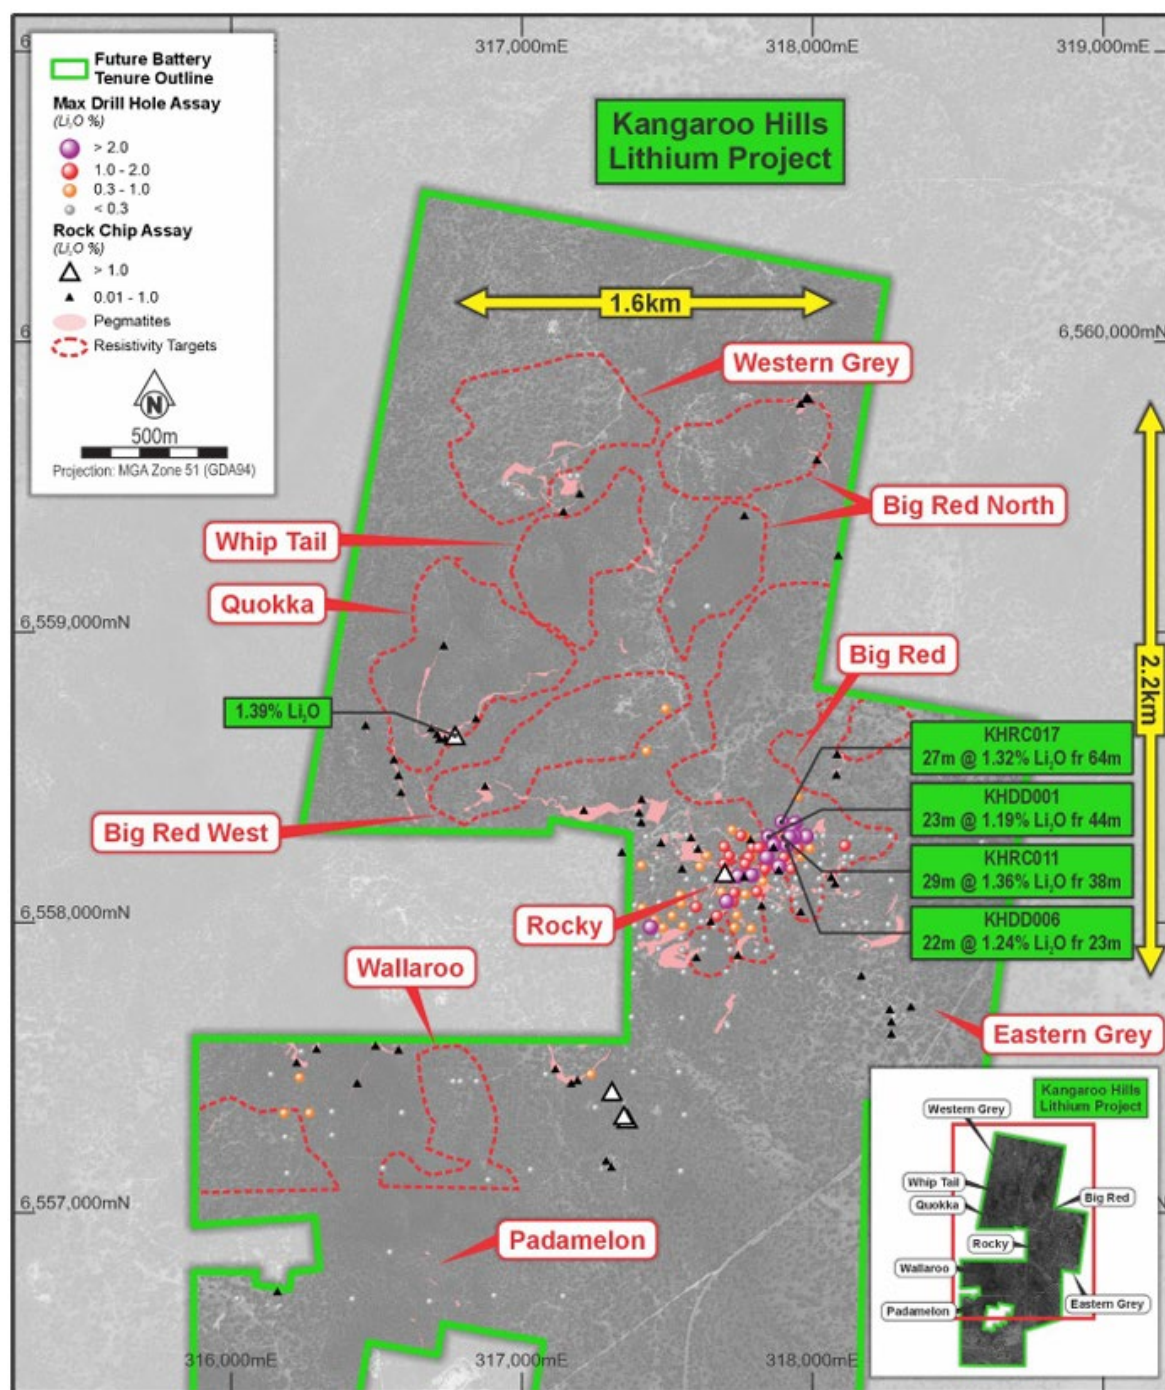 317,000mE
318,000mE
319,000mE
Future Battery
Tenure Outline
Max Drill Hole Assay
(Li₂O %)
> 2.0
1.0 - 2.0
0.3 - 1.0
< 0.3
Rock Chip Assay
(Li₂O %)
> 1.0
0.01 - 1.0
Pegmatites
Resistivity Targets
N
500m
Projection: MGA Zone 51 (GDA94)
Kangaroo Hills
Lithium Project
1.6km
6,560,000mN
Western Grey
Big Red North
Whip Tail
Quokka
6,559,000mN
Big Red
2.2km
1.39% Li₂O
KHRC017
27m @ 1.32% Li₂O fr 64m
KHDD001
23m @ 1.19% Li₂O fr 44m
Big Red West
KHRC011
29m @ 1.36% Li₂O fr 38m
6,558,000mN
Rocky
KHDD006
22m @ 1.24% Li₂O fr 23m
Wallaroo
Eastern Grey
Kangaroo Hills
Lithium Project
Western Grey
Whip Tail
Quokka
Big Red
Rocky
Wallaroo
Padamelon
Eastern Grey
6,557,000mN
Padamelon
316,000mE
317,000mE
318,000mE